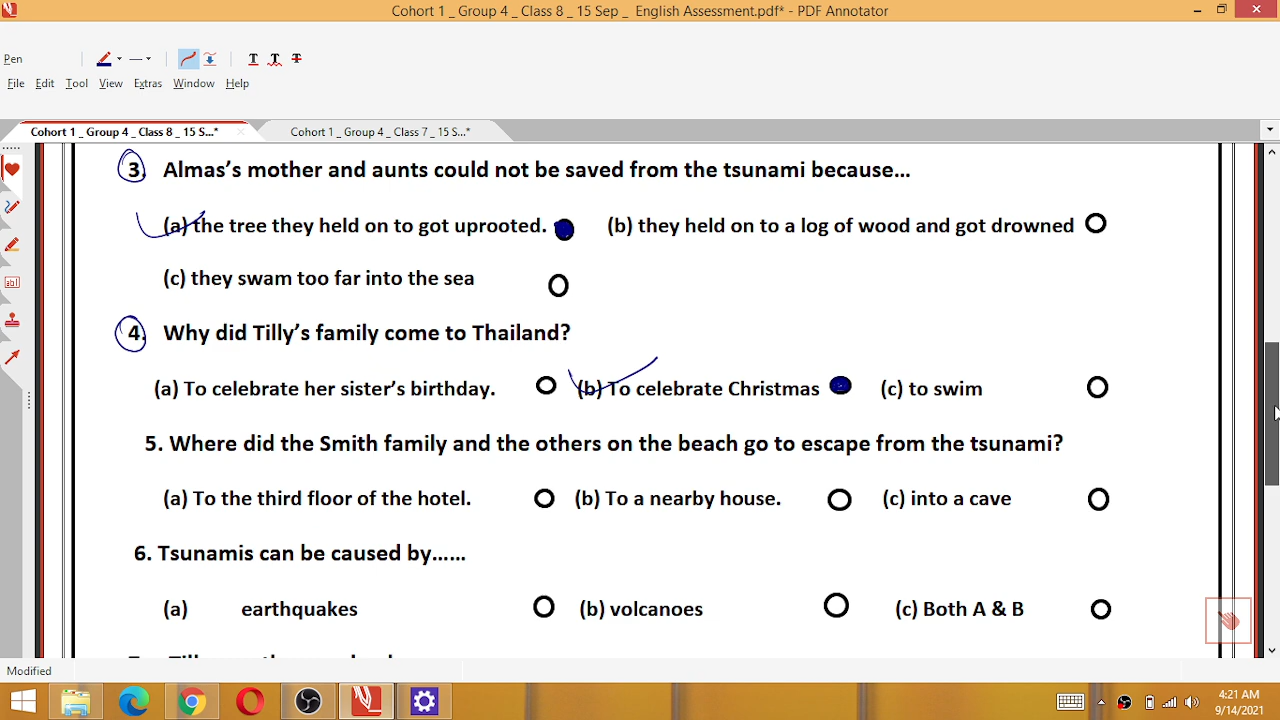 Cohort 1 _ Group 4 _ Class 8 _ 15 Sep _ English Assessment.pdf* - PDF Annotator
Pen
T T T
File Edit Tool View Extras Window Help
Cohort 1 _ Group 4 _ Class 8 _ 15 S...* Cohort 1 _ Group 4 _ Class 7 _ 15 S...*
3. Almas’s mother and aunts could not be saved from the tsunami because…
(a) the tree they held on to got uprooted. (b) they held on to a log of wood and got drowned
(c) they swam too far into the sea
4. Why did Tilly’s family come to Thailand?
(a) To celebrate her sister’s birthday. (b) To celebrate Christmas (c) to swim
5. Where did the Smith family and the others on the beach go to escape from the tsunami?
(a) To the third floor of the hotel. (b) To a nearby house. (c) into a cave
6. Tsunamis can be caused by……
(a) earthquakes (b) volcanoes (c) Both A & B
Modified
4:21 AM
9/14/2021